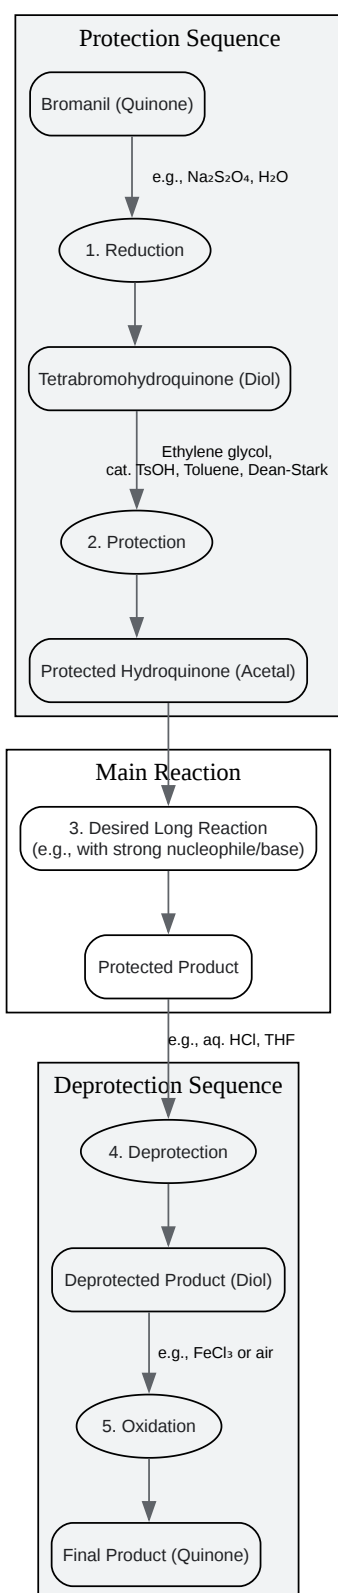 Protection Sequence
Bromanil (Quinone)
e.g., Na₂S₂O₄, H₂O
1. Reduction
Tetrabromohydroquinone (Diol)
Ethylene glycol,
cat. TsOH, Toluene, Dean-Stark
2. Protection
Protected Hydroquinone (Acetal)
Main Reaction
3. Desired Long Reaction
(e.g., with strong nucleophile/base)
Protected Product
e.g., aq. HCl, THF
Deprotection Sequence
4. Deprotection
Deprotected Product (Diol)
e.g., FeCl₃ or air
5. Oxidation
Final Product (Quinone)